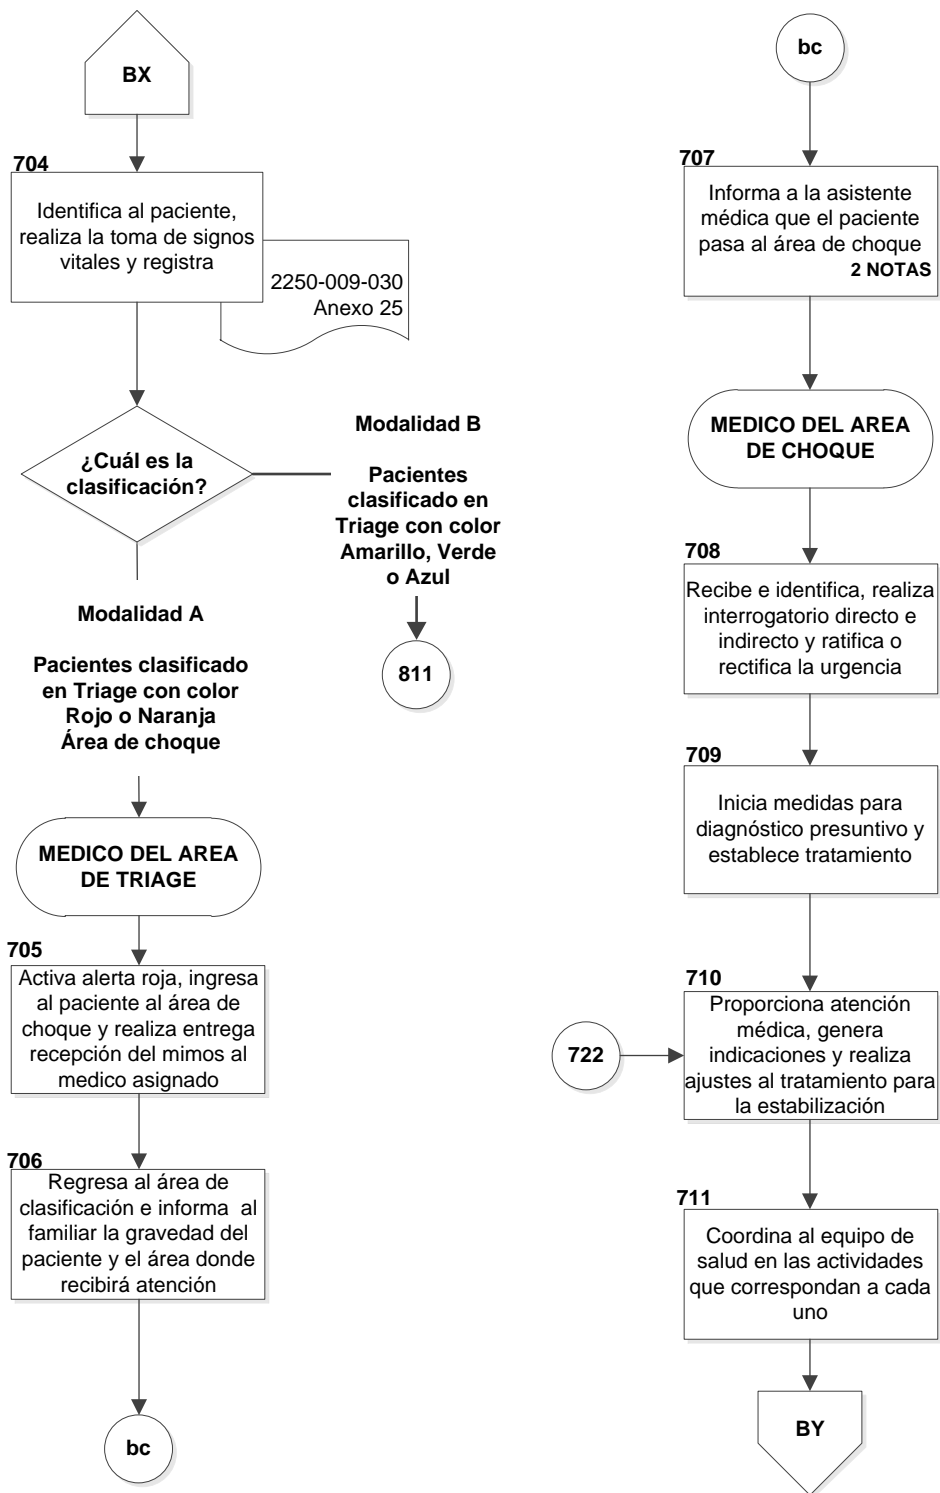 BX
704
Identifica al paciente,
realiza la toma de signos
vitales y registra
2250-009-030
Anexo 25
¿Cuál es la
clasificación?
Modalidad B
Pacientes
clasificado en
Triage con color
Amarillo, Verde
o Azul
811
Modalidad A
Pacientes clasificado
en Triage con color
Rojo o Naranja
Área de choque
MEDICO DEL AREA
DE TRIAGE
705
Activa alerta roja, ingresa
al paciente al área de
choque y realiza entrega
recepción del mimos al
medico asignado
706
Regresa al área de
clasificación e informa al
familiar la gravedad del
paciente y el área donde
recibirá atención
bc
bc
707
Informa a la asistente
médica que el paciente
pasa al área de choque
2 NOTAS
MEDICO DEL AREA
DE CHOQUE
708
Recibe e identifica, realiza
interrogatorio directo e
indirecto y ratifica o
rectifica la urgencia
709
Inicia medidas para
diagnóstico presuntivo y
establece tratamiento
710
Proporciona atención
médica, genera
indicaciones y realiza
ajustes al tratamiento para
la estabilización
722
711
Coordina al equipo de
salud en las actividades
que correspondan a cada
uno
BY